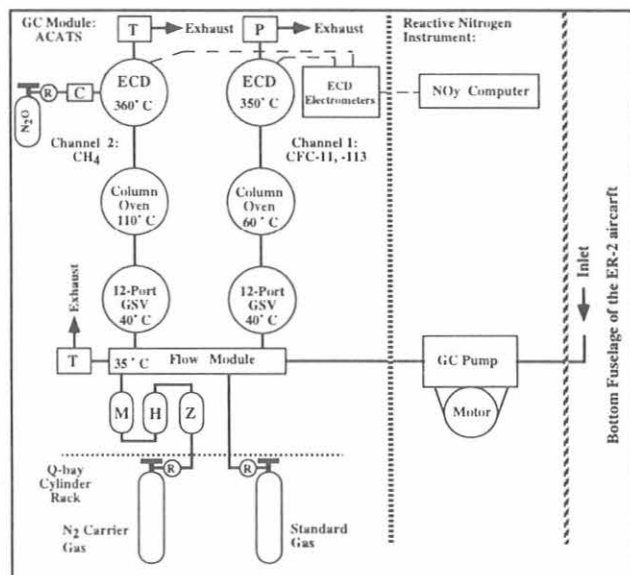 GC Module:
ACATS
T
Exhaust
P
Exhaust
Reactive Nitrogen
Instrument:
ECD
360° C
ECD
350° C
ECD
Electrometers
NOy Computer
R
C
N2O
Channel 2:
CH4
Channel 1:
CFC-11, -113
Column
Oven
110° C
Column
Oven
60° C
12-Port
GSV
40° C
12-Port
GSV
40° C
Exhaust
T
35° C
Flow Module
GC Pump
Motor
Inlet
Bottom Fuselage of the ER-2 aircarft
M
H
Z
Q-bay
Cylinder
Rack
R
R
N2 Carrier
Gas
Standard
Gas